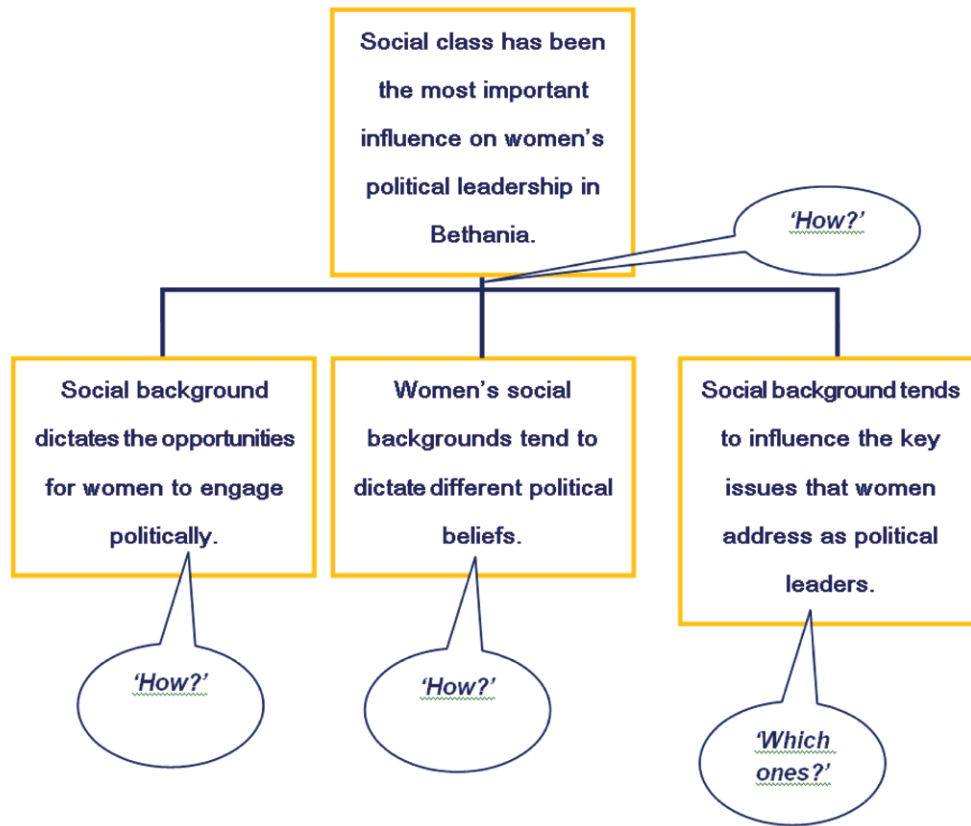 Social class has been
the most important
influence on women's
political leadership in
Bethania.
‘How?’
Social background
dictates the opportunities
for women to engage
politically.
Women's social
backgrounds tend to
dictate different political
beliefs.
Social background tends
to influence the key
issues that women
address as political
leaders.
‘How?’
‘How?’
‘Which
ones?’